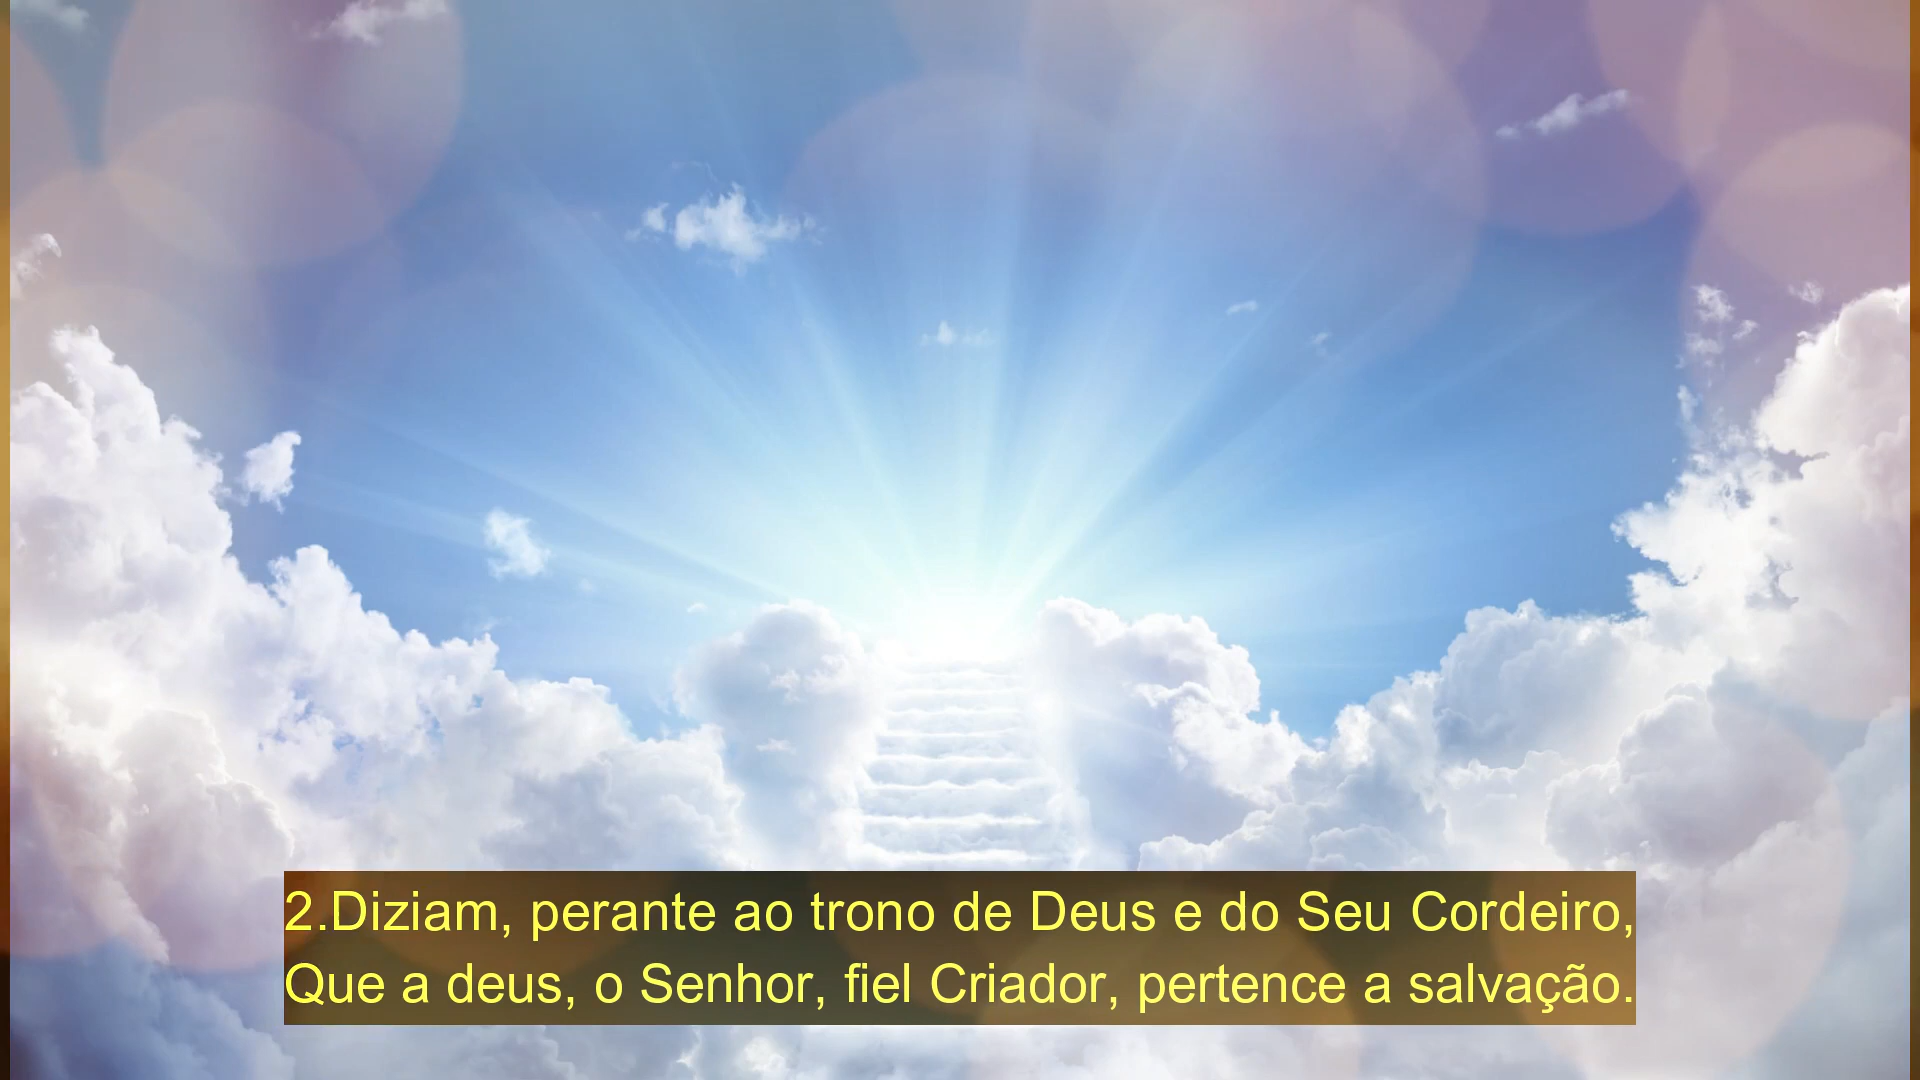 2.Diziam, perante ao trono de Deus e do Seu Cordeiro,
Que a deus, o Senhor, fiel Criador, pertence a salvação.